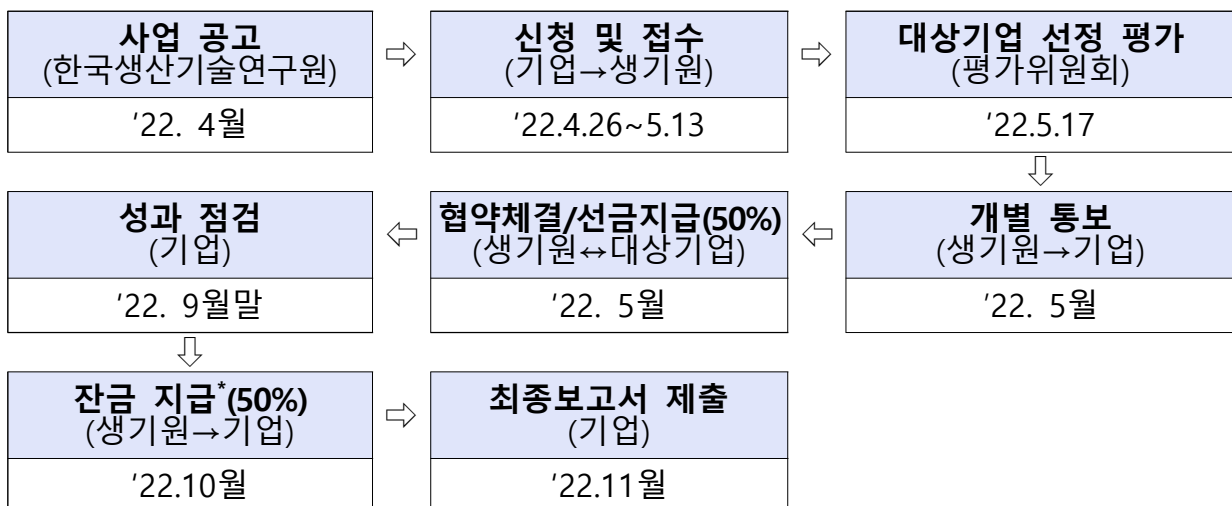 사업 공고
(한국생산기술연구원)
'22. 4월
⇨
신청 및 접수
(기업→생기원)
'22.4.26~5.13
⇨
대상기업 선정 평가
(평가위원회)
'22.5.17
⇩
개별 통보
(생기원→기업)
'22. 5월
⇦
협약체결/선금지급(50%)
(생기원↔대상기업)
'22. 5월
⇦
성과 점검
(기업)
'22. 9월말
⇩
잔금 지급*(50%)
(생기원→기업)
'22.10월
⇨
최종보고서 제출
(기업)
'22.11월